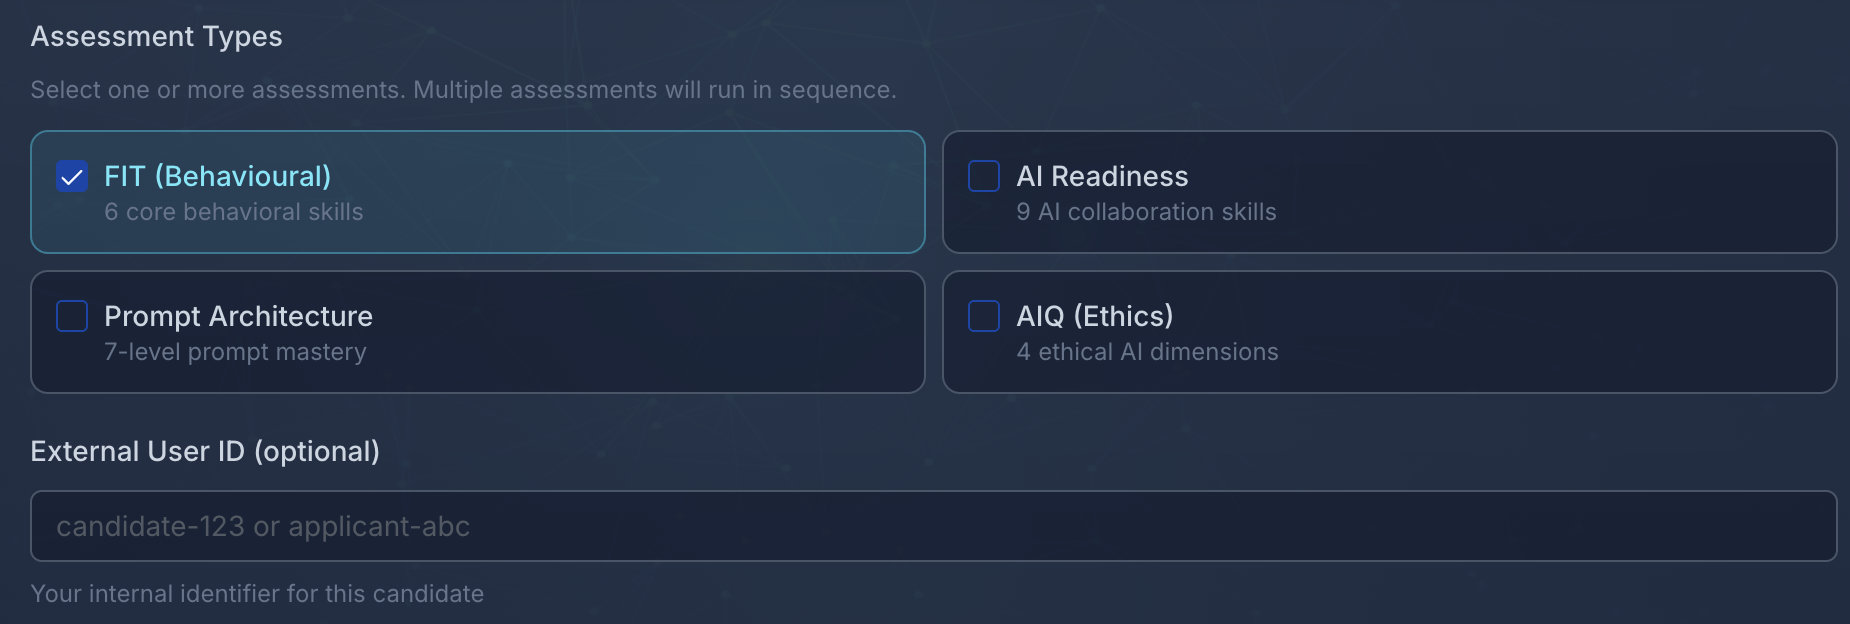 Assessment Types
Select one or more assessments. Multiple assessments will run in sequence.
FIT (Behavioural)
6 core behavioral skills
AI Readiness
9 AI collaboration skills
Prompt Architecture
7-level prompt mastery
AIQ (Ethics)
4 ethical AI dimensions
External User ID (optional)
candidate-123 or applicant-abc
Your internal identifier for this candidate